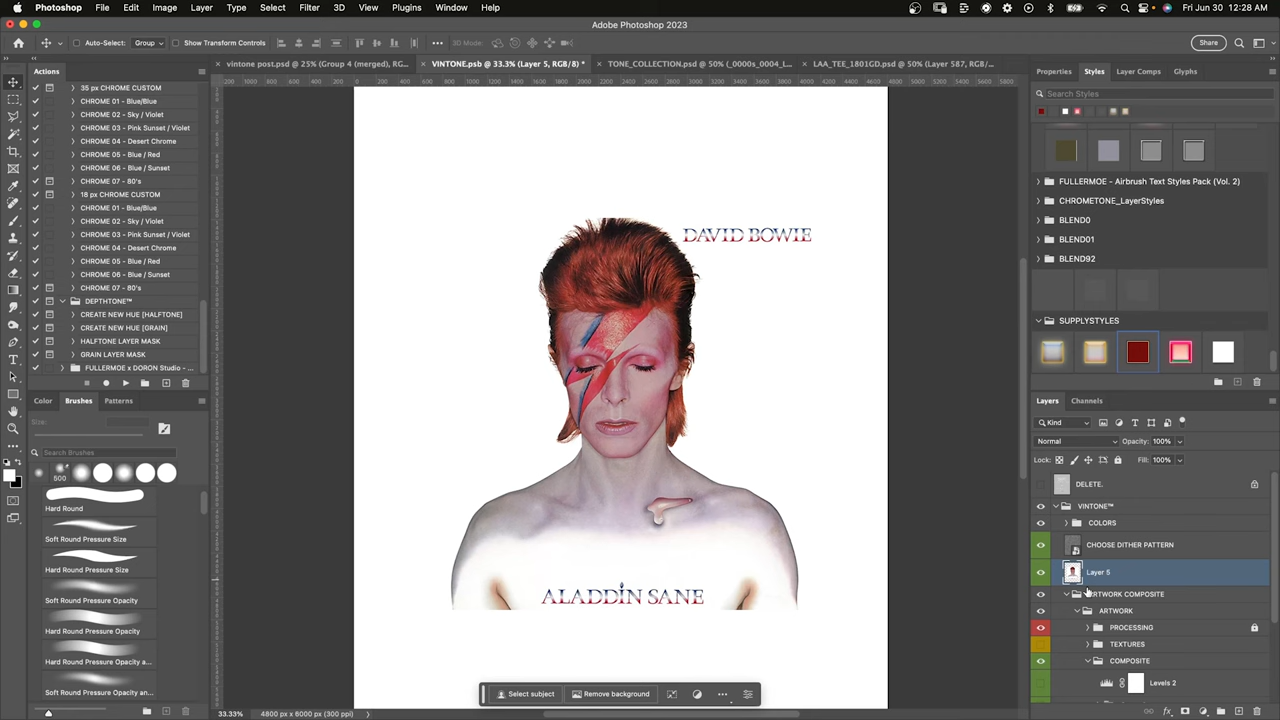 Photoshop File Edit Image Layer Type Select Filter 3D View Plugins Window Help Fri Jun 30 12:28 AM
Adobe Photoshop 2023
Auto-Select: Group Show Transform Controls 3D Mode: Share
vintone post.psd @ 25% (Group 4 (merged), RG... VINTONE.psb @ 33.3% (Layer 5, RGB/8) * TONE_COLLECTION.psd @ 50% (_0000s_0004_L... LAA_TEE_1801GD.psd @ 50% (Layer 587, RGB/...
Actions
35 px CHROME CUSTOM
CHROME 01 - Blue/Blue
CHROME 02 - Sky / Violet
CHROME 03 - Pink Sunset / Violet
CHROME 04 - Desert Chrome
CHROME 05 - Blue / Red
CHROME 06 - Blue / Sunset
CHROME 07 - 80's
18 px CHROME CUSTOM
CHROME 01 - Blue/Blue
CHROME 02 - Sky / Violet
CHROME 03 - Pink Sunset / Violet
CHROME 04 - Desert Chrome
CHROME 05 - Blue / Red
CHROME 06 - Blue / Sunset
CHROME 07 - 80's
DEPTHTONE™
CREATE NEW HUE [HALFTONE]
CREATE NEW HUE [GRAIN]
HALFTONE LAYER MASK
GRAIN LAYER MASK
FULLERMOE x DORON Studio - ...
Color Brushes Patterns
Size:
Search Brushes
500
Hard Round
Soft Round Pressure Size
Hard Round Pressure Size
Soft Round Pressure Opacity
Hard Round Pressure Opacity
Hard Round Pressure Opacity a...
Soft Round Pressure Opacity an...
DAVID BOWIE
ALADDIN SANE
Select subject Remove background
33.33% 4800 px x 6000 px (300 ppi)
Properties Styles Layer Comps Glyphs
Search Styles
FULLERMOE - Airbrush Text Styles Pack (Vol. 2)
CHROMETONE_LayerStyles
BLEND0
BLEND01
BLEND92
SUPPLYSTYLES
Layers Channels
Kind
Normal Opacity: 100%
Lock: Fill: 100%
DELETE.
VINTONE™
COLORS
CHOOSE DITHER PATTERN
Layer 5
ARTWORK COMPOSITE
ARTWORK
PROCESSING
TEXTURES
COMPOSITE
Levels 2